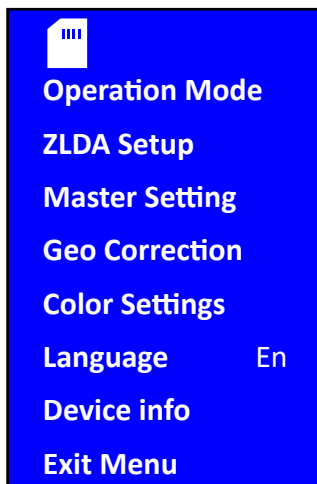 Operation Mode
ZLDA Setup
Master Setting
Geo Correction
Color Settings
Language En
Device info
Exit Menu